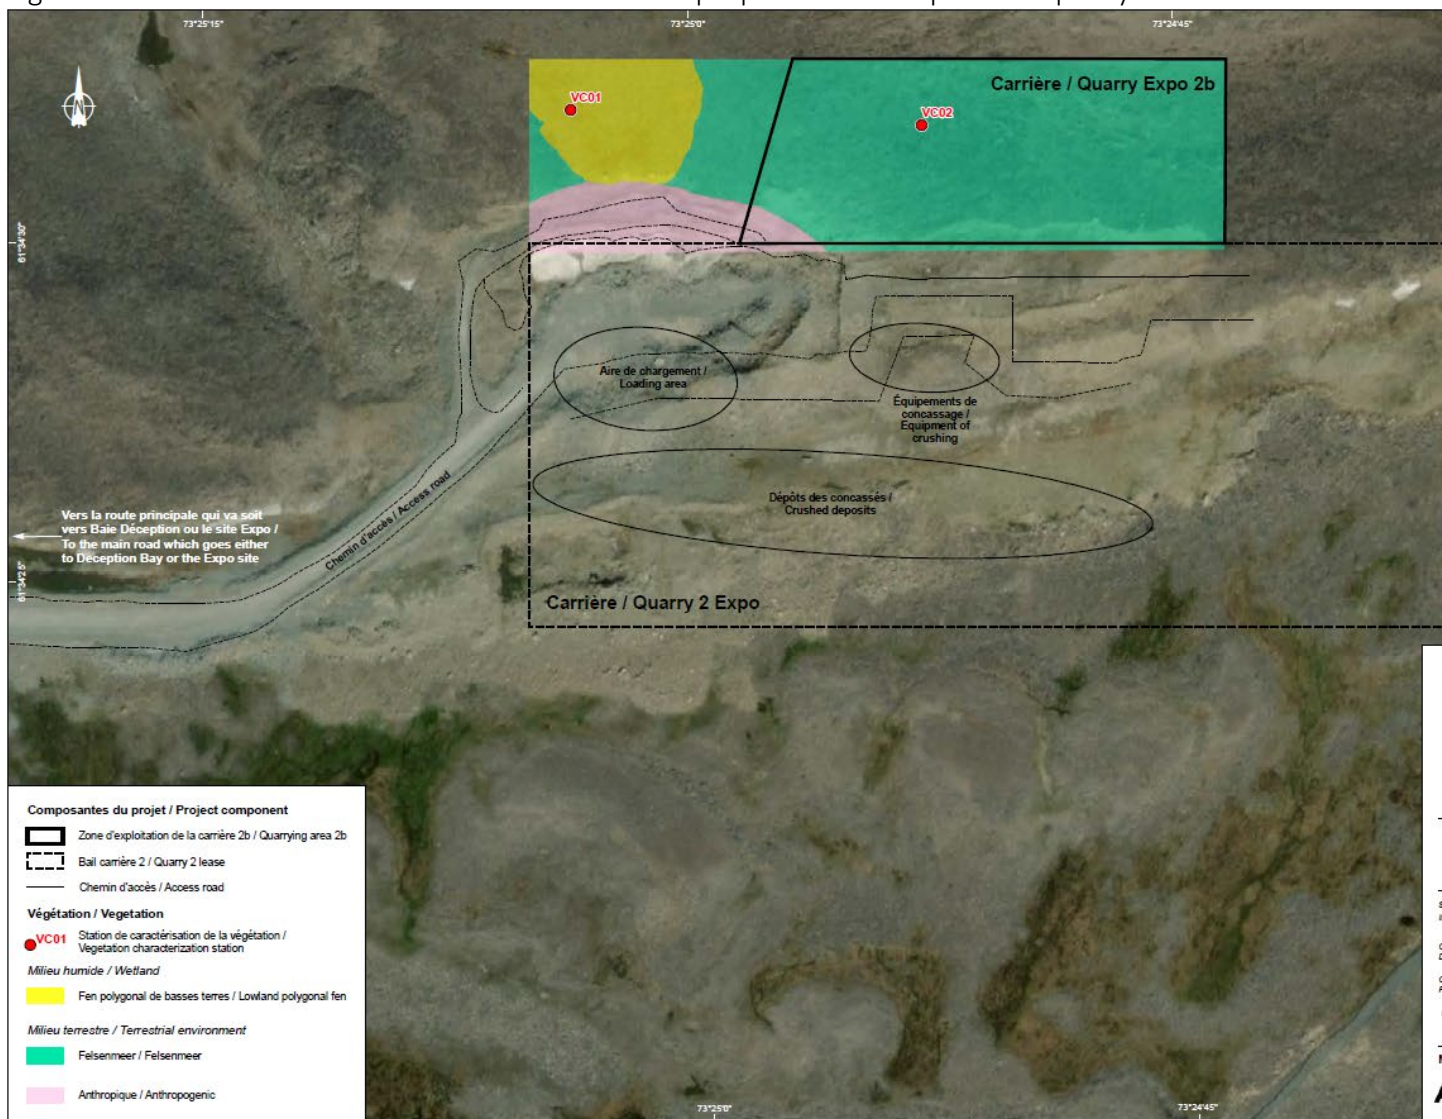 73°25'15"
73°25'0"
73°24'45"
Carrière / Quarry Expo 2b
VC01
VC02
61°34'30"
Aire de chargement /
Loading area
Équipements de
concassage /
Equipment of
crushing
Dépôts des concassés /
Crushed deposits
Chemin d'accès / Access road
Vers la route principale qui va soit
vers Baie Déception ou le site Expo /
To the main road which goes either
to Deception Bay or the Expo site
61°34'25"
Carrière / Quarry 2 Expo
Composantes du projet / Project component
Zone d'exploitation de la carrière 2b / Quarrying area 2b
Bail carrière 2 / Quarry 2 lease
Chemin d'accès / Access road
Végétation / Vegetation
VC01
Station de caractérisation de la végétation /
Vegetation characterization station
Milieu humide / Wetland
Fen polygonal de basses terres / Lowland polygonal fen
Milieu terrestre / Terrestrial environment
Felsenmeer / Felsenmeer
Anthropique / Anthropogenic
73°25'0"
73°24'45"